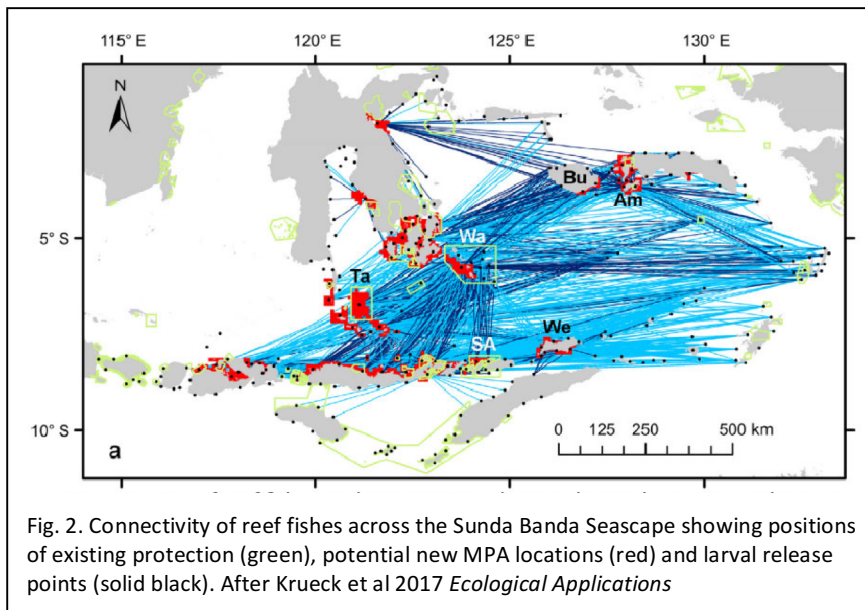 115° E 120° E 125° E 130° E
N
Bu
Am
5° S
Wa
Ta
We
SA
10° S
0 125 250 500 km
a
Fig. 2. Connectivity of reef fishes across the Sunda Banda Seascape showing positions
of existing protection (green), potential new MPA locations (red) and larval release
points (solid black). After Krueck et al 2017 Ecological Applications